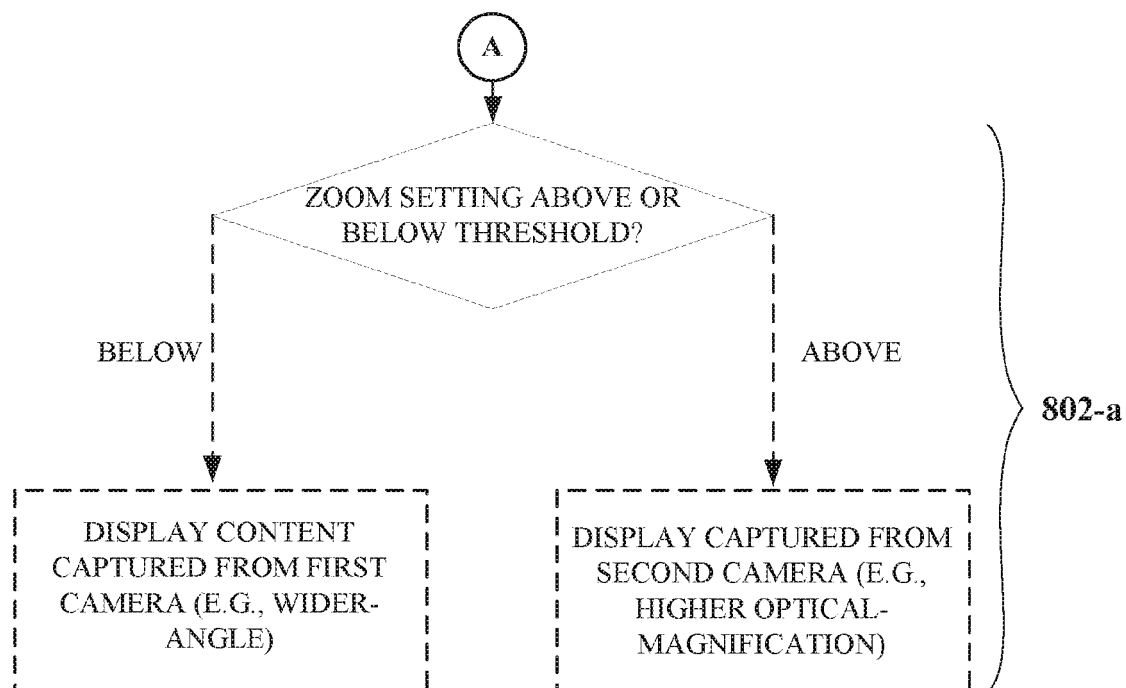 A
ZOOM SETTING ABOVE OR
BELOW THRESHOLD?
BELOW
ABOVE
802-a
DISPLAY CONTENT
CAPTURED FROM FIRST
CAMERA (E.G., WIDER-
ANGLE)
DISPLAY CAPTURED FROM
SECOND CAMERA (E.G.,
HIGHER OPTICAL-
MAGNIFICATION)